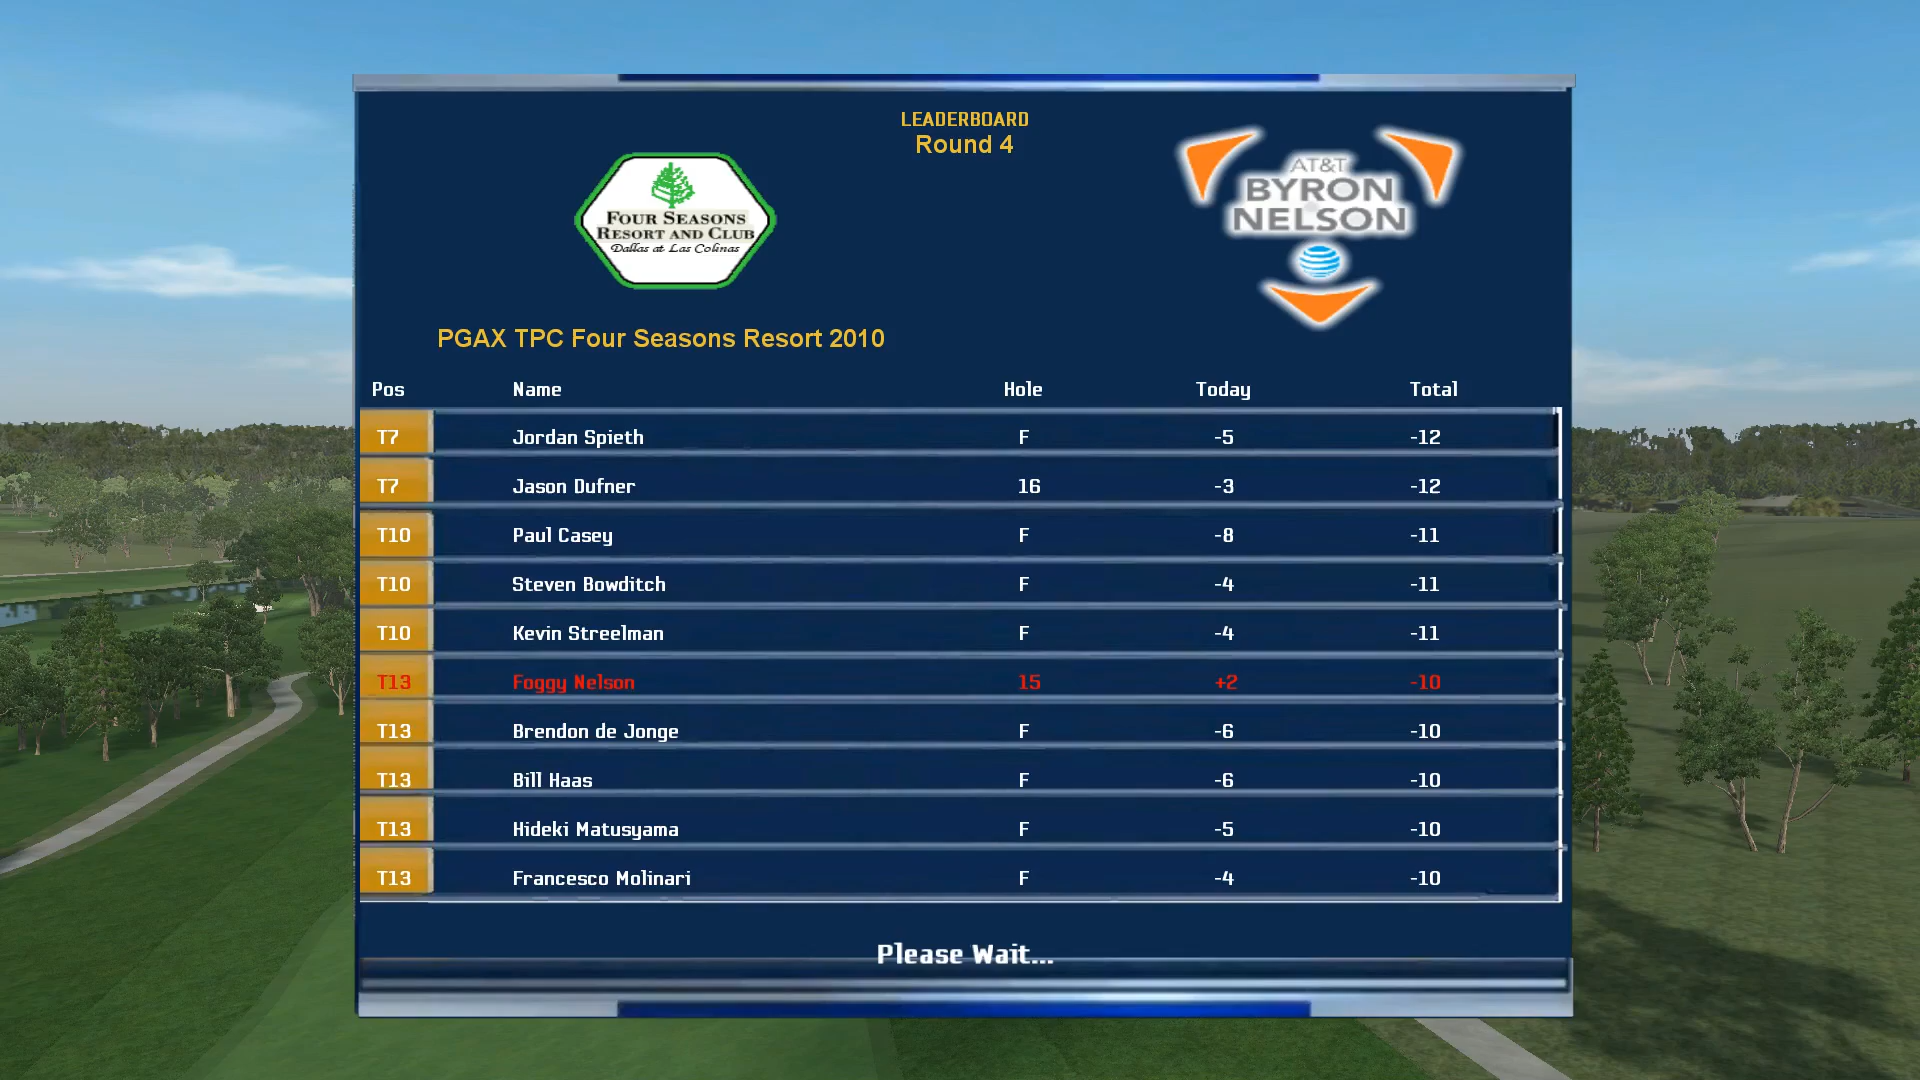 LEADERBOARD
Round 4
FOUR SEASONS
RESORT AND CLUB
Dallas at Las Colinas
AT&T
BYRON
NELSON
PGAX TPC Four Seasons Resort 2010
Pos Name Hole Today Total
T7 Jordan Spieth F -5 -12
T7 Jason Dufner 16 -3 -12
T10 Paul Casey F -8 -11
T10 Steven Bowditch F -4 -11
T10 Kevin Streelman F -4 -11
T13 Foggy Nelson 15 +2 -10
T13 Brendon de Jonge F -6 -10
T13 Bill Haas F -6 -10
T13 Hideki Matusyama F -5 -10
T13 Francesco Molinari F -4 -10
Please Wait...